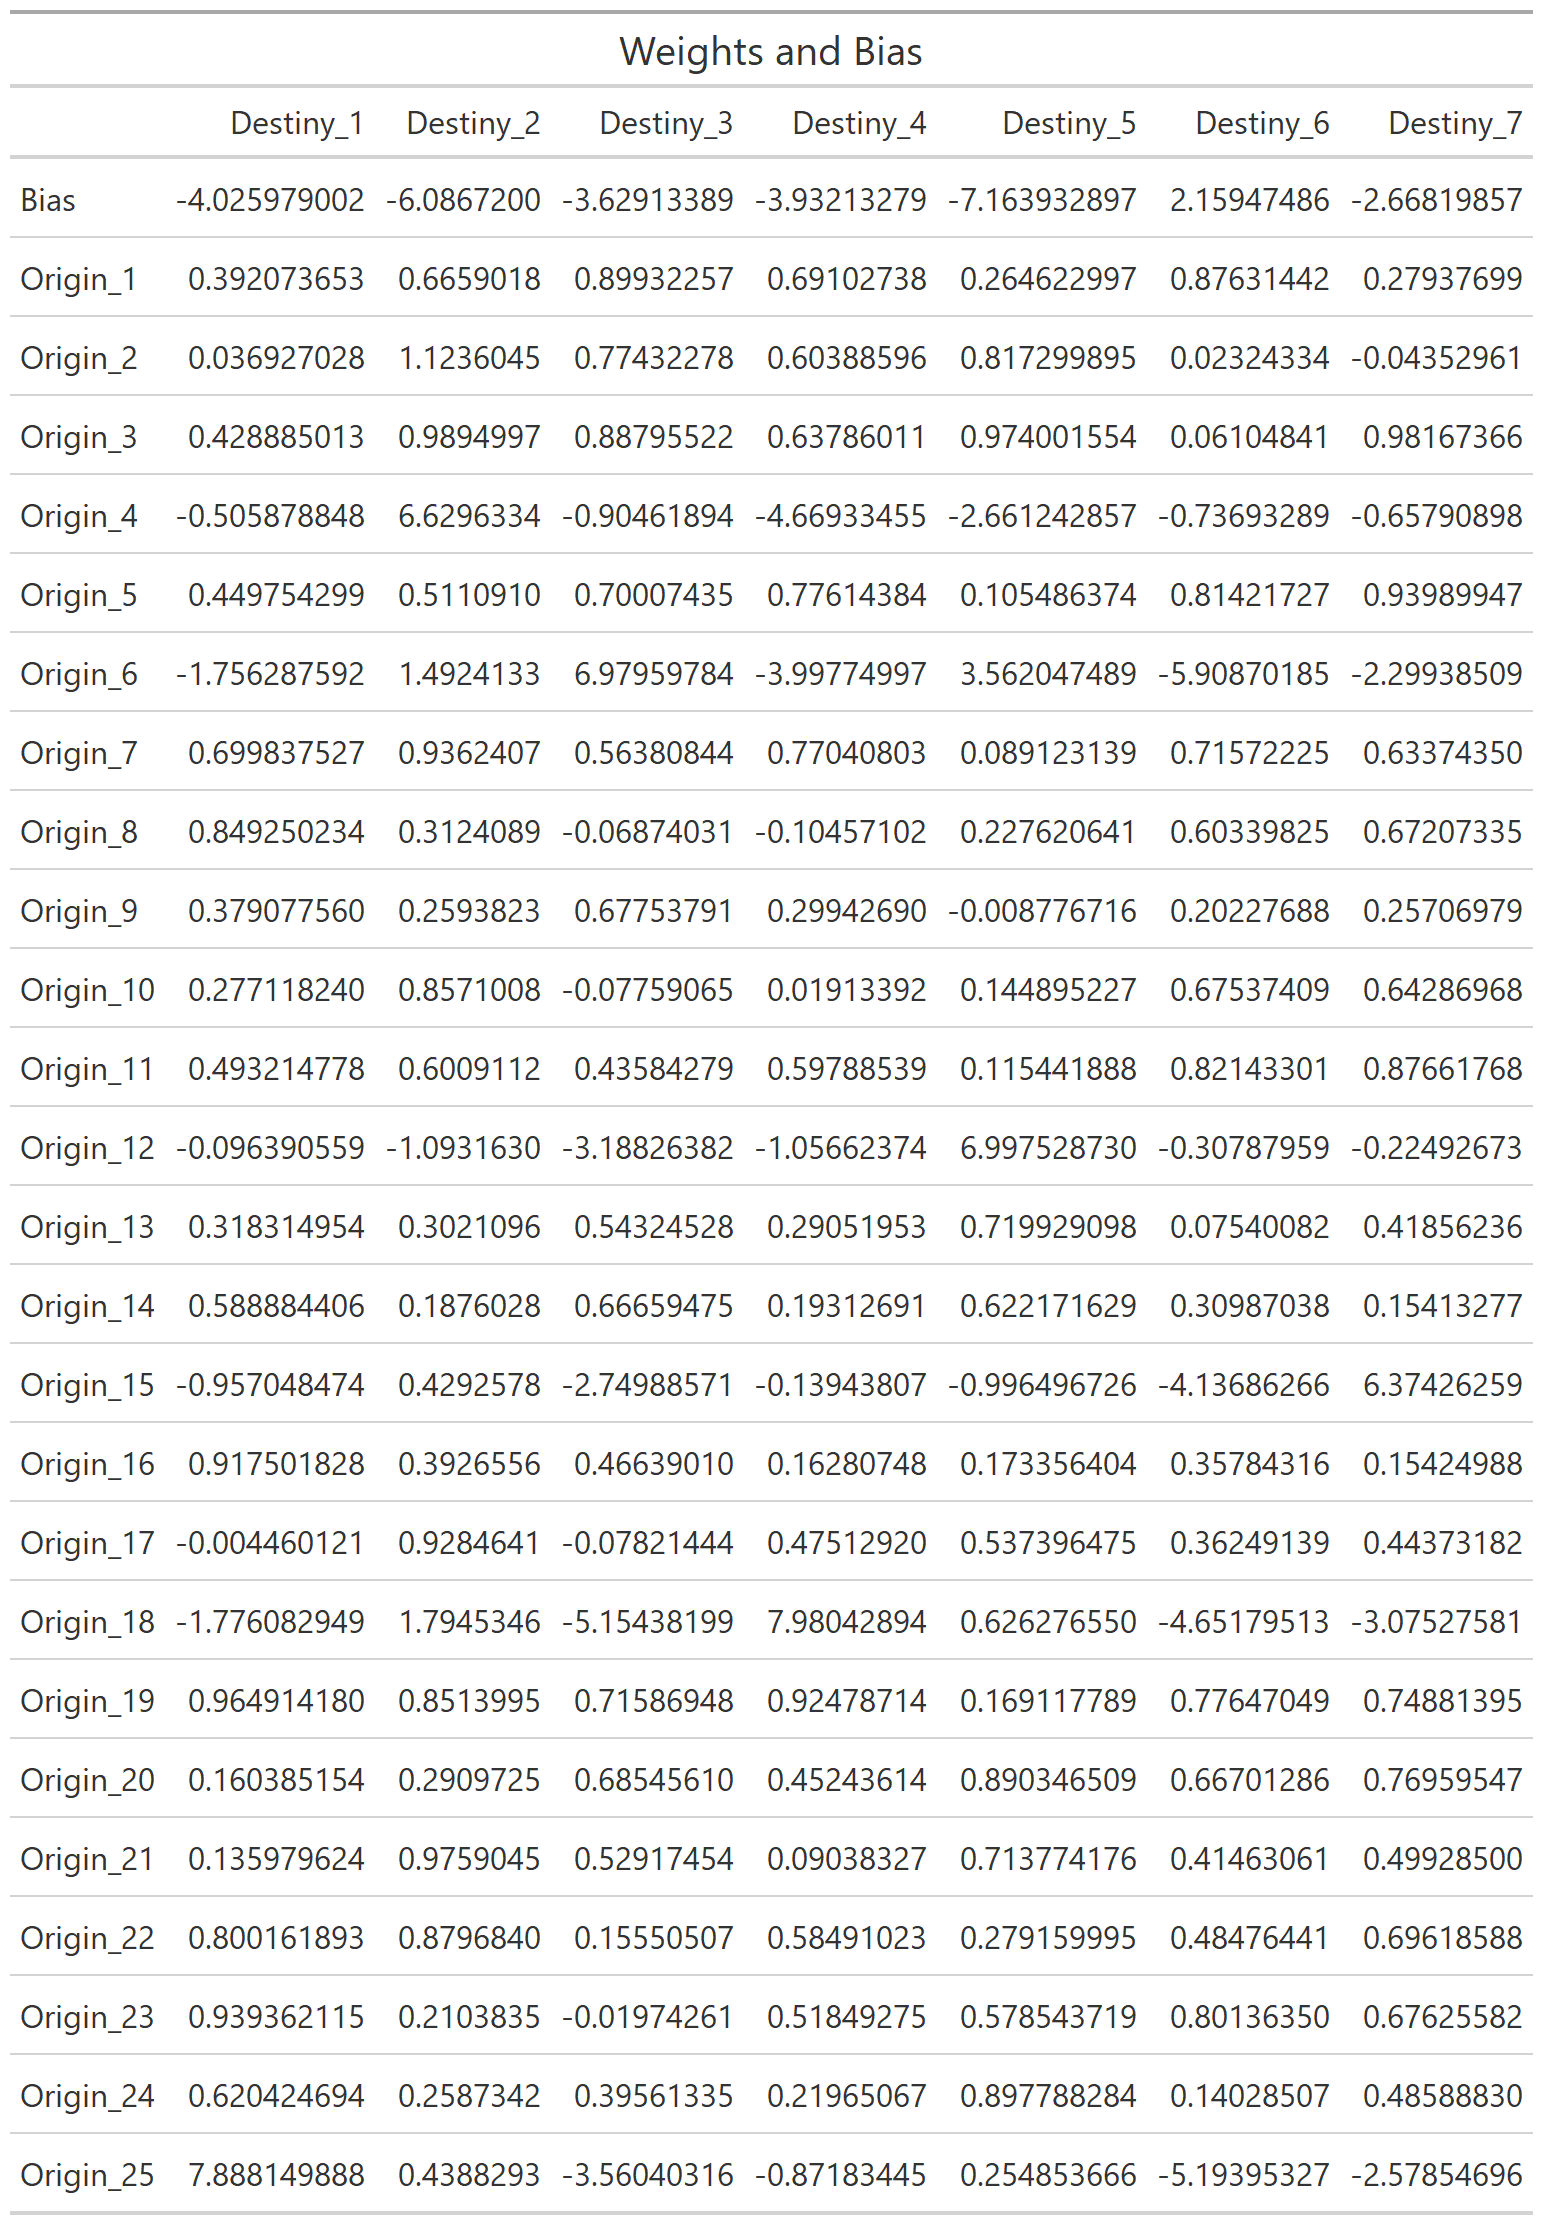 Weights and Bias
Destiny_1 Destiny_2 Destiny_3 Destiny_4 Destiny_5 Destiny_6 Destiny_7
Bias -4.025979002 -6.0867200 -3.62913389 -3.93213279 -7.163932897 2.15947486 -2.66819857
Origin_1 0.392073653 0.6659018 0.89932257 0.69102738 0.264622997 0.87631442 0.27937699
Origin_2 0.036927028 1.1236045 0.77432278 0.60388596 0.817299895 0.02324334 -0.04352961
Origin_3 0.428885013 0.9894997 0.88795522 0.63786011 0.974001554 0.06104841 0.98167366
Origin_4 -0.505878848 6.6296334 -0.90461894 -4.66933455 -2.661242857 -0.73693289 -0.65790898
Origin_5 0.449754299 0.5110910 0.70007435 0.77614384 0.105486374 0.81421727 0.93989947
Origin_6 -1.756287592 1.4924133 6.97959784 -3.99774997 3.562047489 -5.90870185 -2.29938509
Origin_7 0.699837527 0.9362407 0.56380844 0.77040803 0.089123139 0.71572225 0.63374350
Origin_8 0.849250234 0.3124089 -0.06874031 -0.10457102 0.227620641 0.60339825 0.67207335
Origin_9 0.379077560 0.2593823 0.67753791 0.29942690 -0.008776716 0.20227688 0.25706979
Origin_10 0.277118240 0.8571008 -0.07759065 0.01913392 0.144895227 0.67537409 0.64286968
Origin_11 0.493214778 0.6009112 0.43584279 0.59788539 0.115441888 0.82143301 0.87661768
Origin_12 -0.096390559 -1.0931630 -3.18826382 -1.05662374 6.997528730 -0.30787959 -0.22492673
Origin_13 0.318314954 0.3021096 0.54324528 0.29051953 0.719929098 0.07540082 0.41856236
Origin_14 0.588884406 0.1876028 0.66659475 0.19312691 0.622171629 0.30987038 0.15413277
Origin_15 -0.957048474 0.4292578 -2.74988571 -0.13943807 -0.996496726 -4.13686266 6.37426259
Origin_16 0.917501828 0.3926556 0.46639010 0.16280748 0.173356404 0.35784316 0.15424988
Origin_17 -0.004460121 0.9284641 -0.07821444 0.47512920 0.537396475 0.36249139 0.44373182
Origin_18 -1.776082949 1.7945346 -5.15438199 7.98042894 0.626276550 -4.65179513 -3.07527581
Origin_19 0.964914180 0.8513995 0.71586948 0.92478714 0.169117789 0.77647049 0.74881395
Origin_20 0.160385154 0.2909725 0.68545610 0.45243614 0.890346509 0.66701286 0.76959547
Origin_21 0.135979624 0.9759045 0.52917454 0.09038327 0.713774176 0.41463061 0.49928500
Origin_22 0.800161893 0.8796840 0.15550507 0.58491023 0.279159995 0.48476441 0.69618588
Origin_23 0.939362115 0.2103835 -0.01974261 0.51849275 0.578543719 0.80136350 0.67625582
Origin_24 0.620424694 0.2587342 0.39561335 0.21965067 0.897788284 0.14028507 0.48588830
Origin_25 7.888149888 0.4388293 -3.56040316 -0.87183445 0.254853666 -5.19395327 -2.57854696